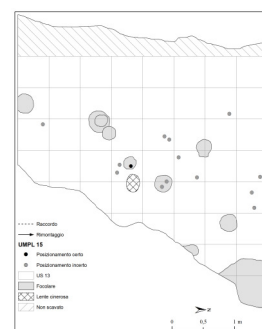 Raccordo
Rimontaggio
UMPL 15
Posizionamento certo
Posizionamento incerto
US 13
Focolare
Lente cinerosa
Non scavato
z
0 0,5 1 m